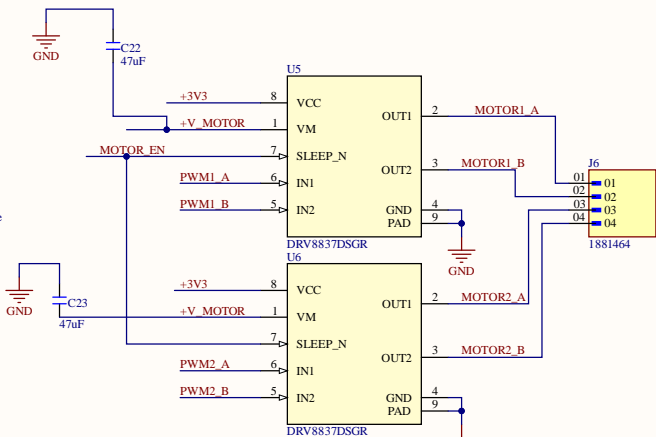 C22
47uF
GND
U5
+3V3
8
VCC
+V_MOTOR
1
VM
MOTOR_EN
7
SLEEP_N
PWM1_A
6
IN1
PWM1_B
5
IN2
OUT1
2
MOTOR1_A
OUT2
3
MOTOR1_B
GND
4
PAD
9
DRV8837DSGR
GND
J6
01
01
02
02
03
03
04
04
1881464
e
U6
C23
47uF
GND
+3V3
8
VCC
+V_MOTOR
1
VM
7
SLEEP_N
PWM2_A
6
IN1
PWM2_B
5
IN2
OUT1
2
MOTOR2_A
OUT2
3
MOTOR2_B
GND
4
PAD
9
DRV8837DSGR